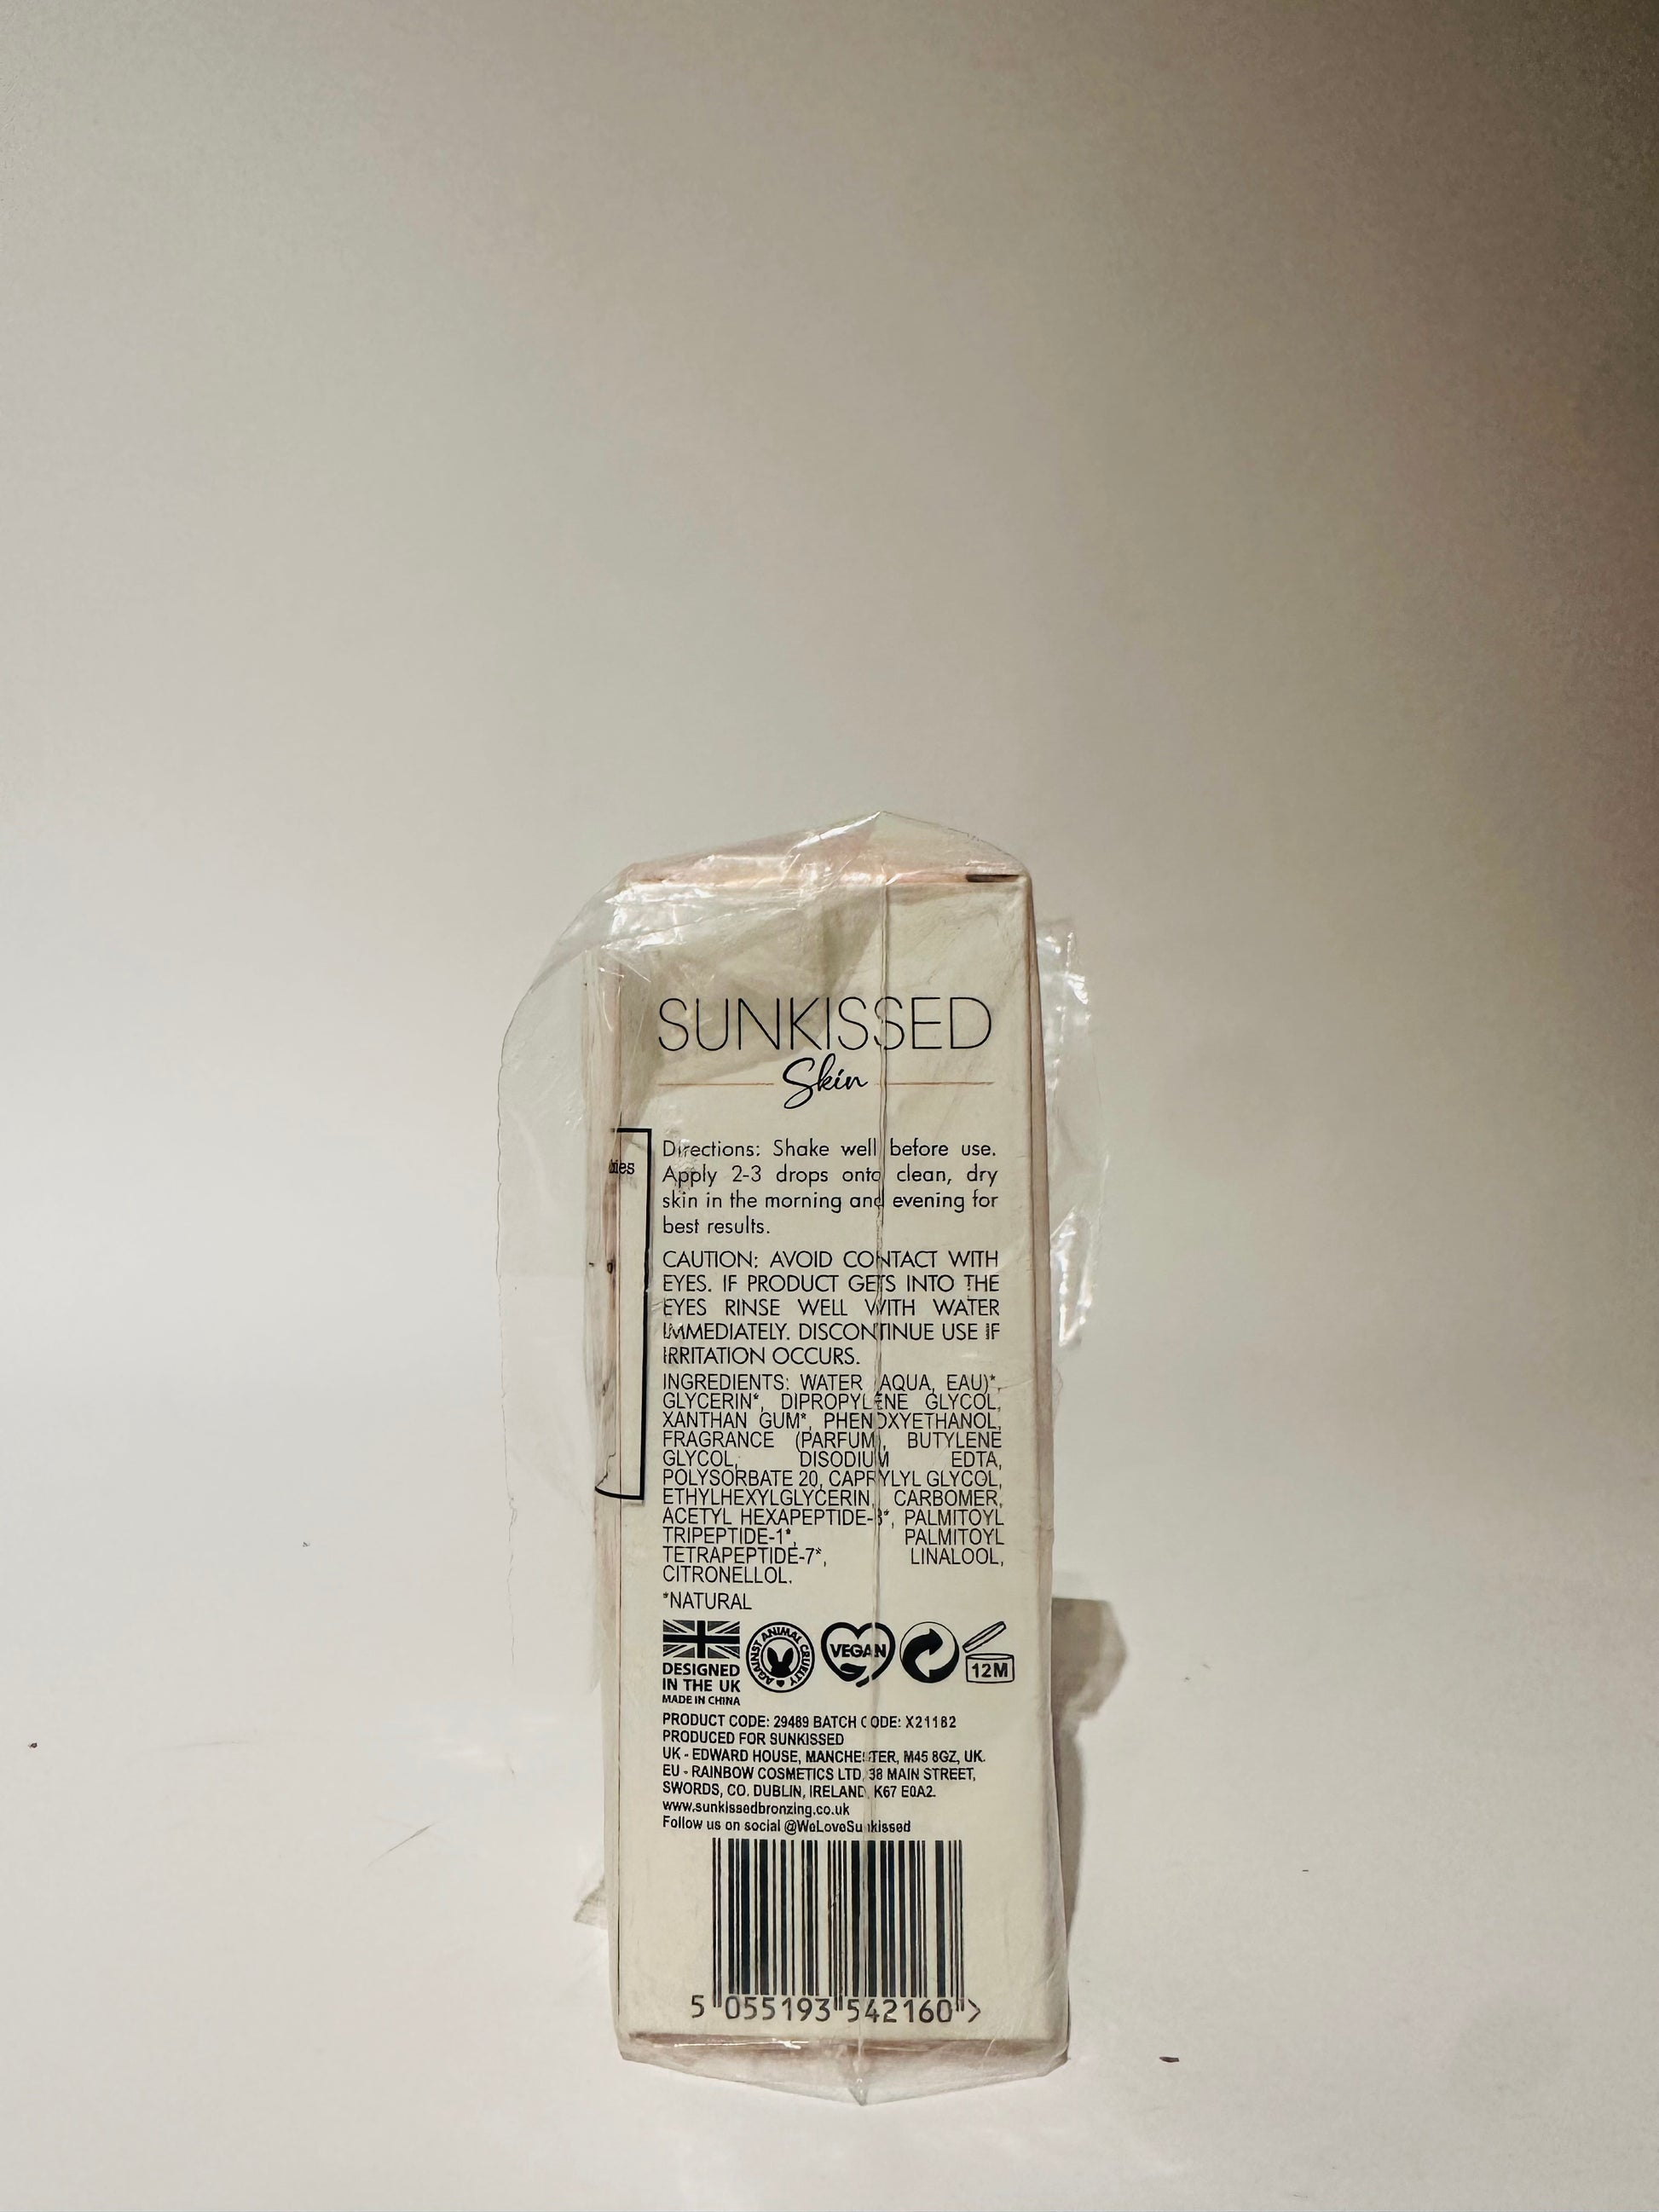 SUNKISSED
Skin
Directions: Shake well before use.
Apply 2-3 drops onto clean, dry
skin in the morning and evening for
best results.
CAUTION: AVOID CONTACT WITH
EYES. IF PRODUCT GETS INTO THE
EYES RINSE WELL WITH WATER
IMMEDIATELY. DISCONTINUE USE IF
IRRITATION OCCURS.
INGREDIENTS: WATER (AQUA, EAU)*,
GLYCERIN*, DIPROPYLENE GLYCOL,
XANTHAN GUM*, PHENOXYETHANOL,
FRAGRANCE (PARFUM), BUTYLENE
GLYCOL, DISODIUM EDTA,
POLYSORBATE 20, CAPRYLYL GLYCOL,
ETHYLHEXYLGLYCERIN, CARBOMER,
ACETYL HEXAPEPTIDE-8*, PALMITOYL
TRIPEPTIDE-1*, PALMITOYL
TETRAPEPTIDE-7*, LINALOOL,
CITRONELLOL.
*NATURAL
AGAINST ANIMAL CRUELTY
VEGAN
12M
DESIGNED
IN THE UK
MADE IN CHINA
PRODUCT CODE: 29489 BATCH CODE: X21182
PRODUCED FOR SUNKISSED
UK - EDWARD HOUSE, MANCHESTER, M45 8GZ, UK.
EU - RAINBOW COSMETICS LTD, 38 MAIN STREET,
SWORDS, CO. DUBLIN, IRELAND, K67 E0A2.
www.sunkissedbronzing.co.uk
Follow us on social @WeLoveSunkissed
5 055193 542160 >